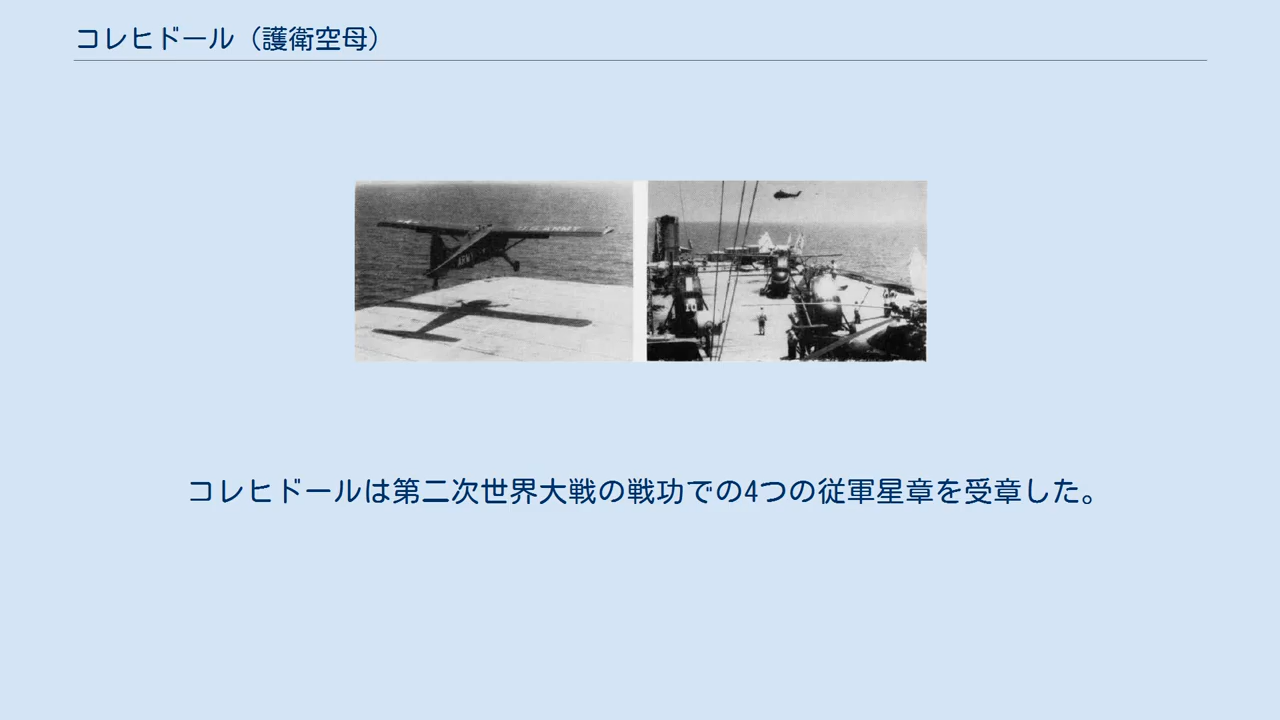 コレヒドール（護衛空母）
コレヒドールは第二次世界大戦の戦功での4つの従軍星章を受章した。